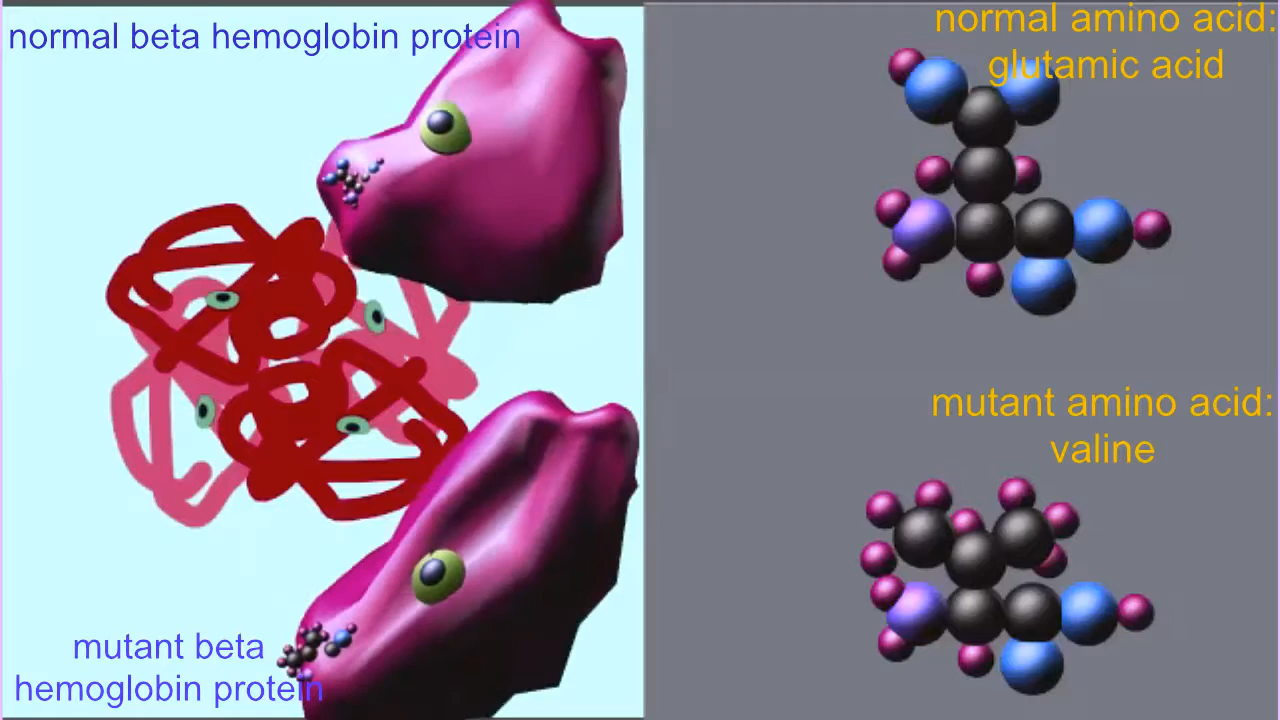 normal beta hemoglobin protein
normal amino acid:
glutamic acid
mutant amino acid:
valine
mutant beta
hemoglobin protein